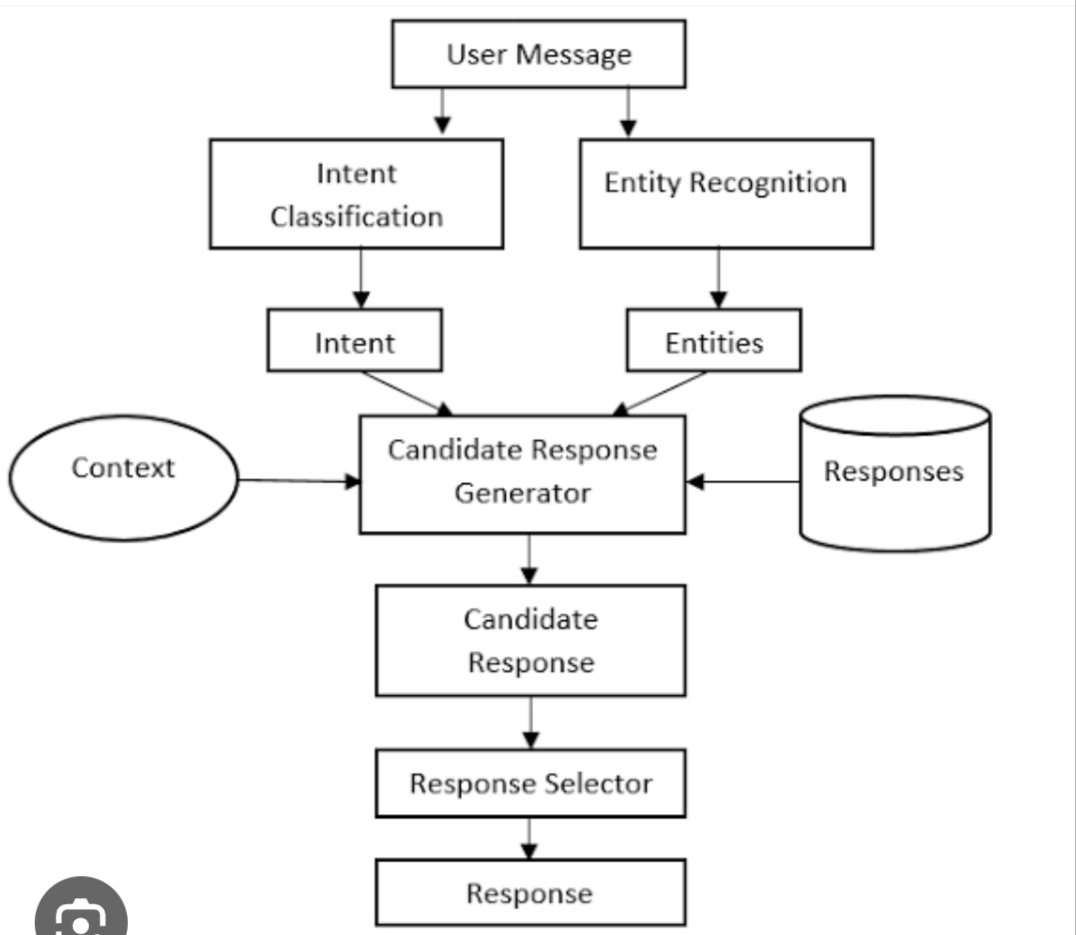 User Message
Intent
Classification
Entity Recognition
Intent
Entities
Context
Candidate Response
Generator
Responses
Candidate
Response
Response Selector
Response